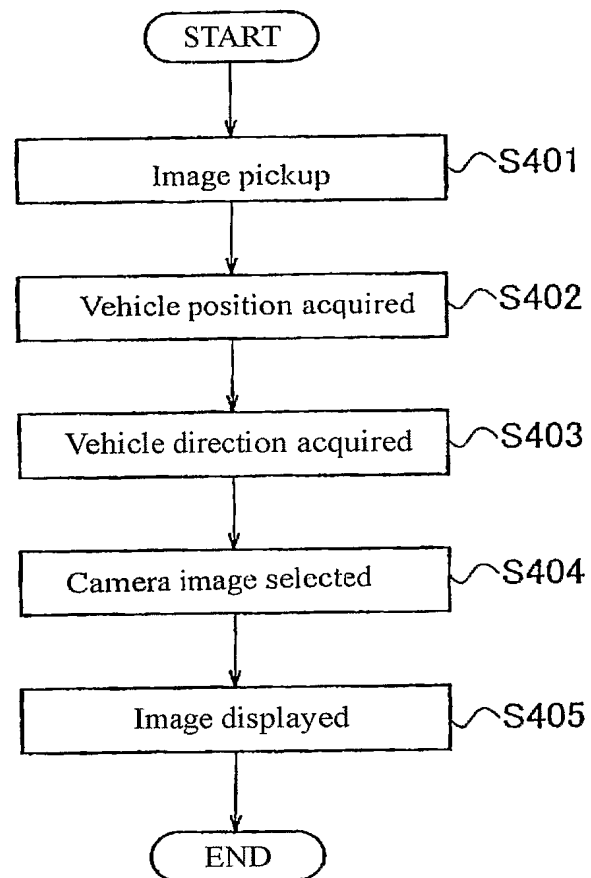 START
Image pickup
S401
Vehicle position acquired
S402
Vehicle direction acquired
S403
Camera image selected
S404
Image displayed
S405
END